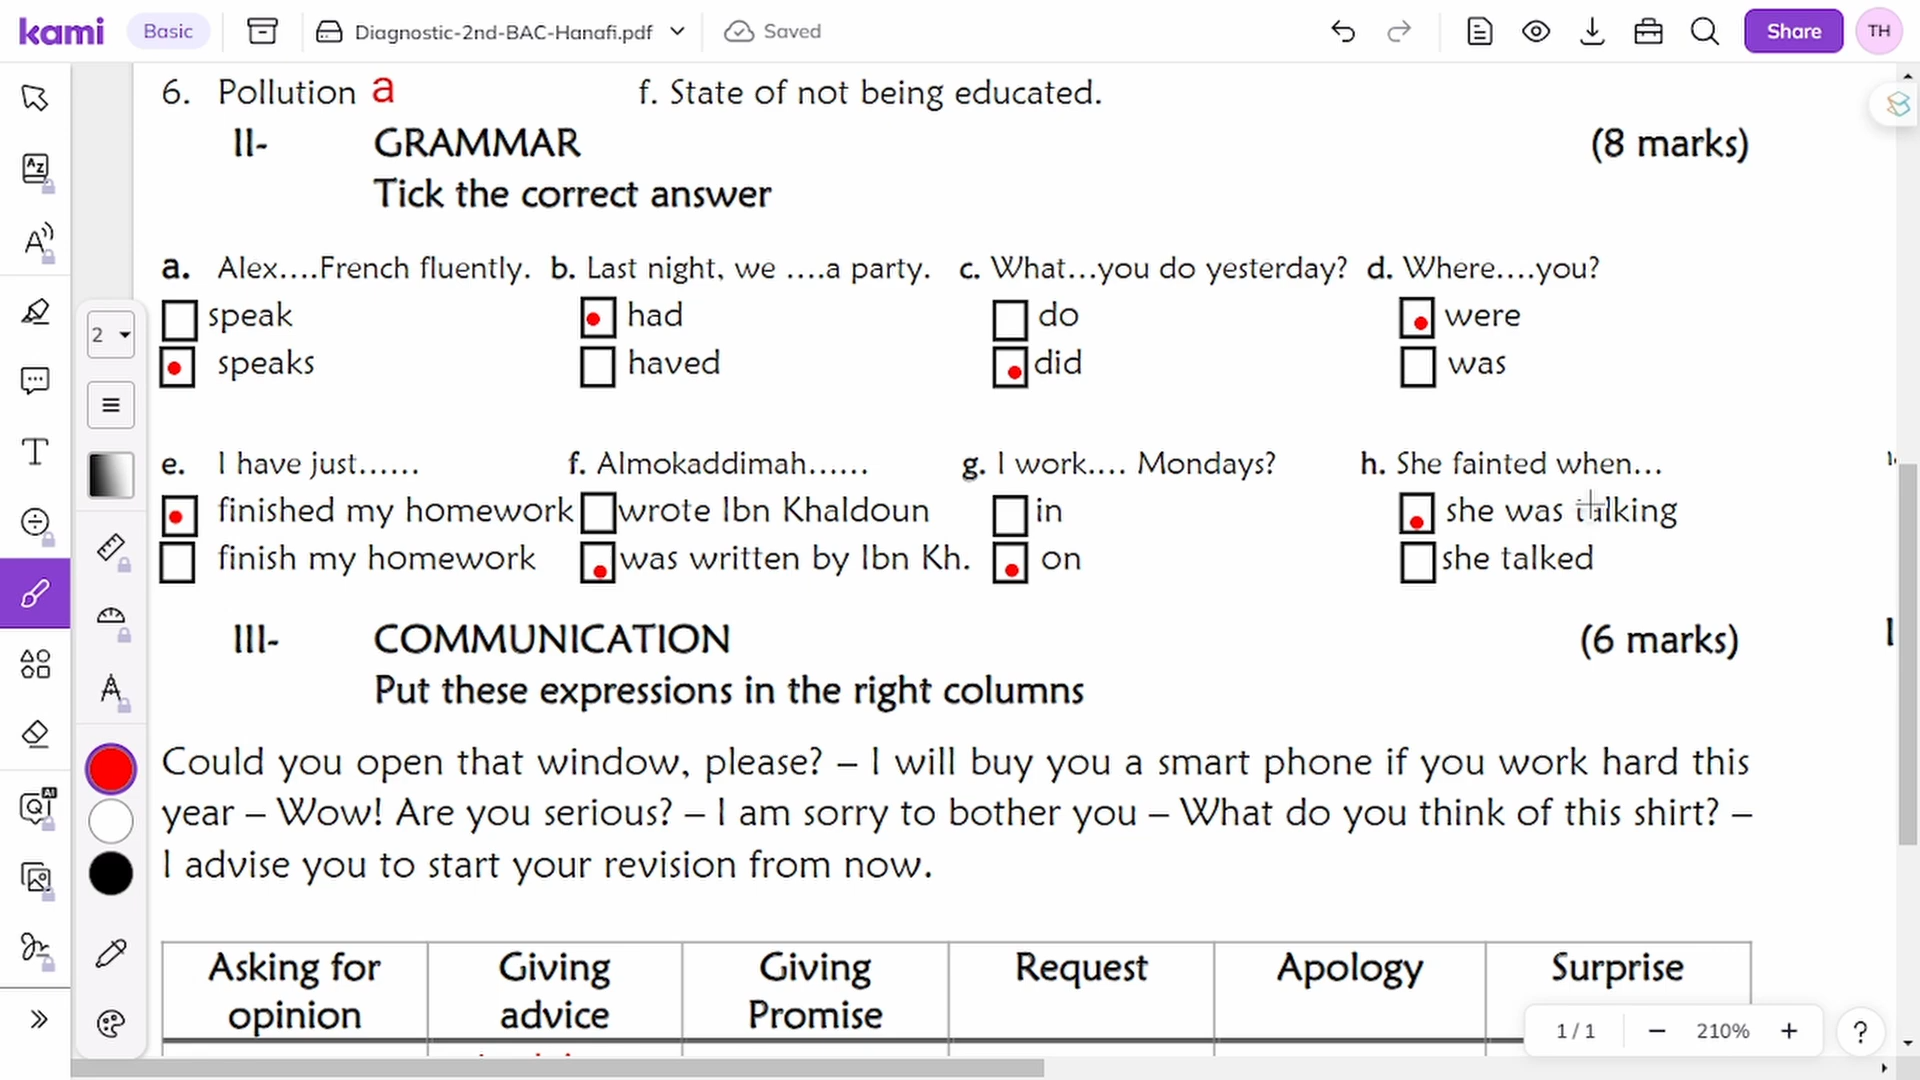 kami Basic Diagnostic-2nd-BAC-Hanafi.pdf Saved Share TH
6. Pollution a f. State of not being educated.
II- GRAMMAR (8 marks)
Tick the correct answer
a. Alex....French fluently. b. Last night, we ....a party. c. What...you do yesterday? d. Where....you?
speak had do were
speaks haved did was
2
e. I have just...... f. Almokaddimah...... g. I work.... Mondays? h. She fainted when...
finished my homework wrote Ibn Khaldoun in she was talking
finish my homework was written by Ibn Kh. on she talked
III- COMMUNICATION (6 marks)
Put these expressions in the right columns
Could you open that window, please? – I will buy you a smart phone if you work hard this
year – Wow! Are you serious? – I am sorry to bother you – What do you think of this shirt? –
I advise you to start your revision from now.
Asking for Giving Giving Request Apology Surprise
opinion advice Promise
1 / 1 210%